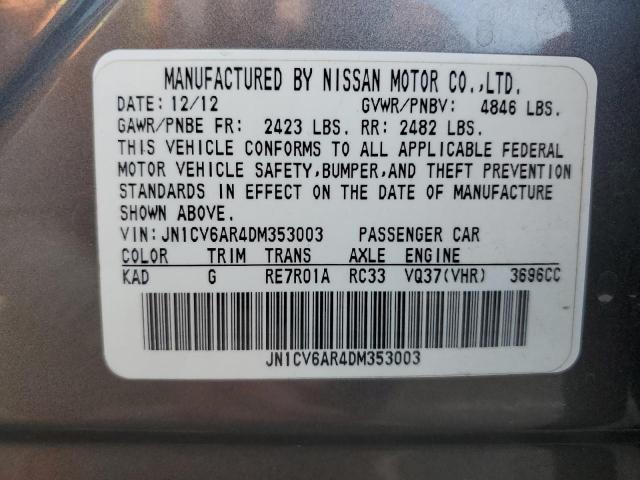 MANUFACTURED BY NISSAN MOTOR CO.,LTD.
DATE: 12/12 GVWR/PNBV: 4846 LBS.
GAWR/PNBE FR: 2423 LBS. RR: 2482 LBS.
THIS VEHICLE CONFORMS TO ALL APPLICABLE FEDERAL
MOTOR VEHICLE SAFETY,BUMPER,AND THEFT PREVENTION
STANDARDS IN EFFECT ON THE DATE OF MANUFACTURE
SHOWN ABOVE.
VIN:JN1CV6AR4DM353003 PASSENGER CAR
COLOR TRIM TRANS AXLE ENGINE
KAD G RE7R01A RC33 VQ37(VHR) 3696CC
JN1CV6AR4DM353003